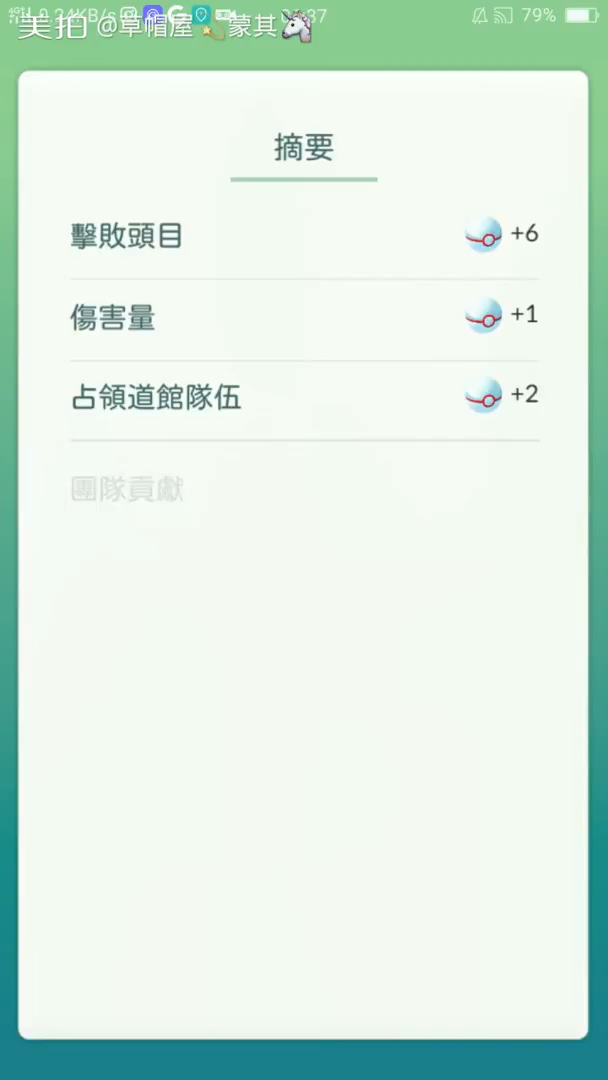 美拍 @草帽屋💫蒙其🦄
79%
摘要
擊敗頭目 +6
傷害量 +1
占領道館隊伍 +2
團隊貢獻